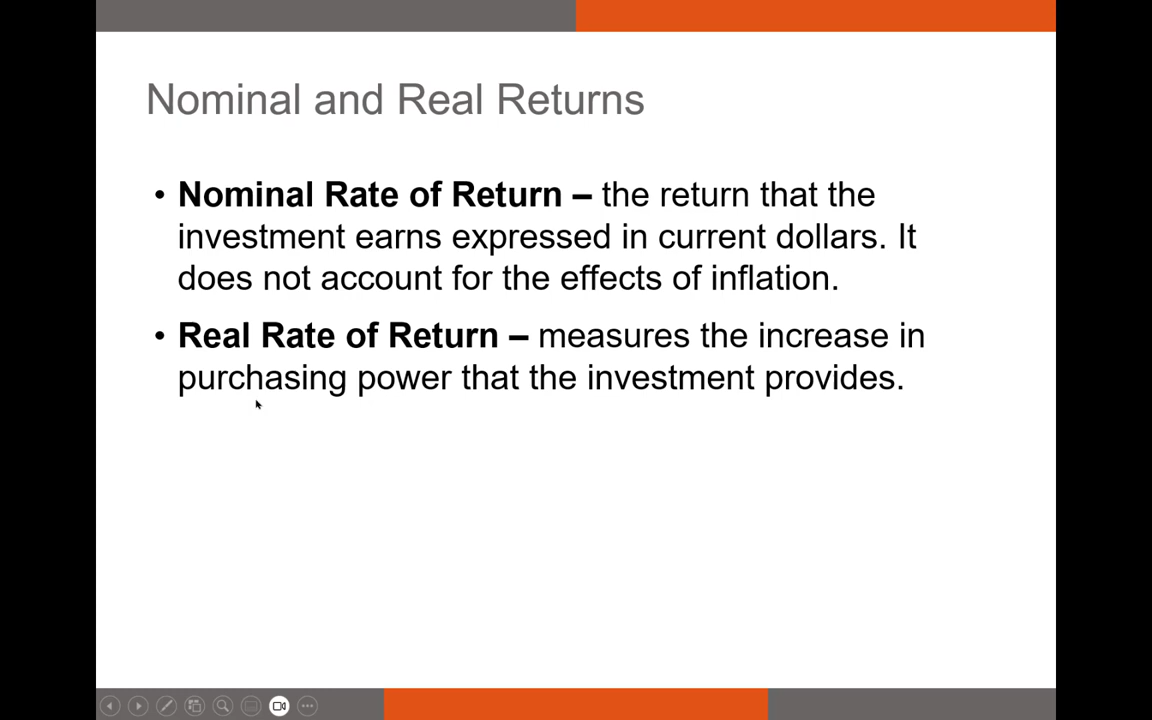 Nominal and Real Returns
• Nominal Rate of Return – the return that the
investment earns expressed in current dollars. It
does not account for the effects of inflation.
• Real Rate of Return – measures the increase in
purchasing power that the investment provides.